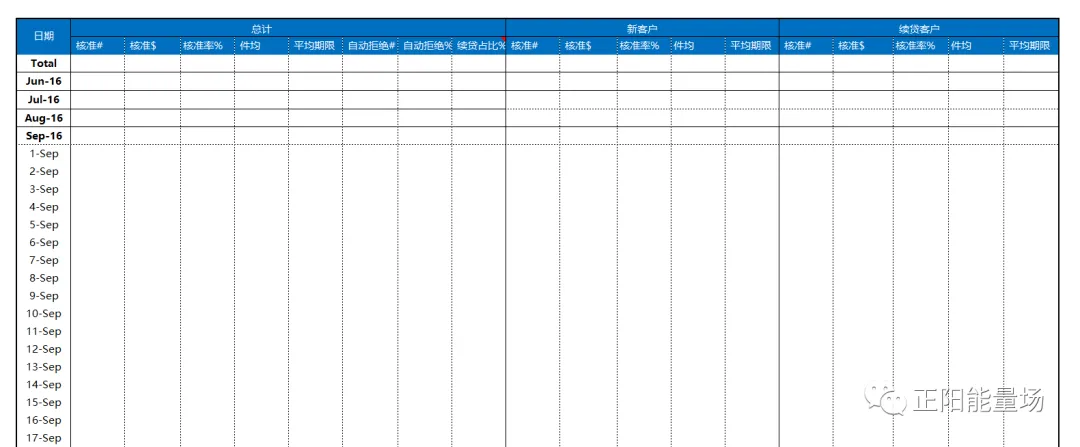 日期 总计 新客户 续贷客户
核准# 核准$ 核准率% 件均 平均期限 自动拒绝# 自动拒绝% 续贷占比% 核准# 核准$ 核准率% 件均 平均期限 核准# 核准$ 核准率% 件均 平均期限
Total
Jun-16
Jul-16
Aug-16
Sep-16
1-Sep
2-Sep
3-Sep
4-Sep
5-Sep
6-Sep
7-Sep
8-Sep
9-Sep
10-Sep
11-Sep
12-Sep
13-Sep
14-Sep
15-Sep
16-Sep
17-Sep
正阳能量场